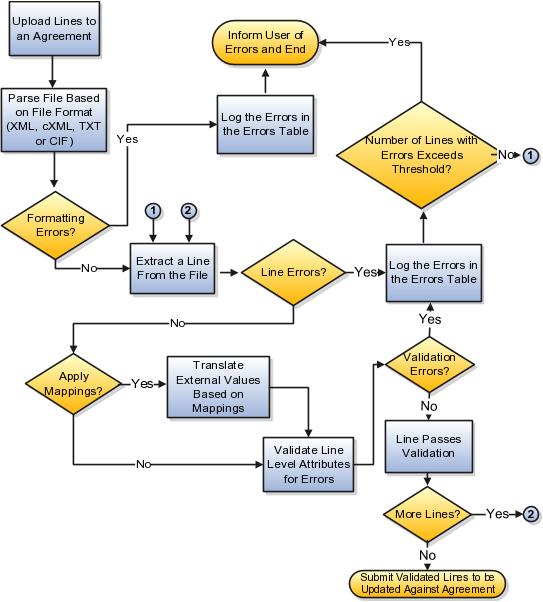 Upload Lines to
an Agreement
Inform User of
Errors and End
Yes
Parse File Based
on File Format
(XML, cXML, TXT
or CIF)
Log the Errors in
the Errors Table
Yes
Number of Lines with
Errors Exceeds
Threshold?
No
1
Formatting
Errors?
1
2
No
Extract a Line
From the File
Line Errors?
Yes
Log the Errors in
the Errors Table
No
Yes
Apply
Mappings?
Yes
Translate
External Values
Based on
Mappings
Validation
Errors?
No
No
Validate Line
Level Attributes
for Errors
Line Passes
Validation
More Lines?
Yes
2
No
Submit Validated Lines to be
Updated Against Agreement